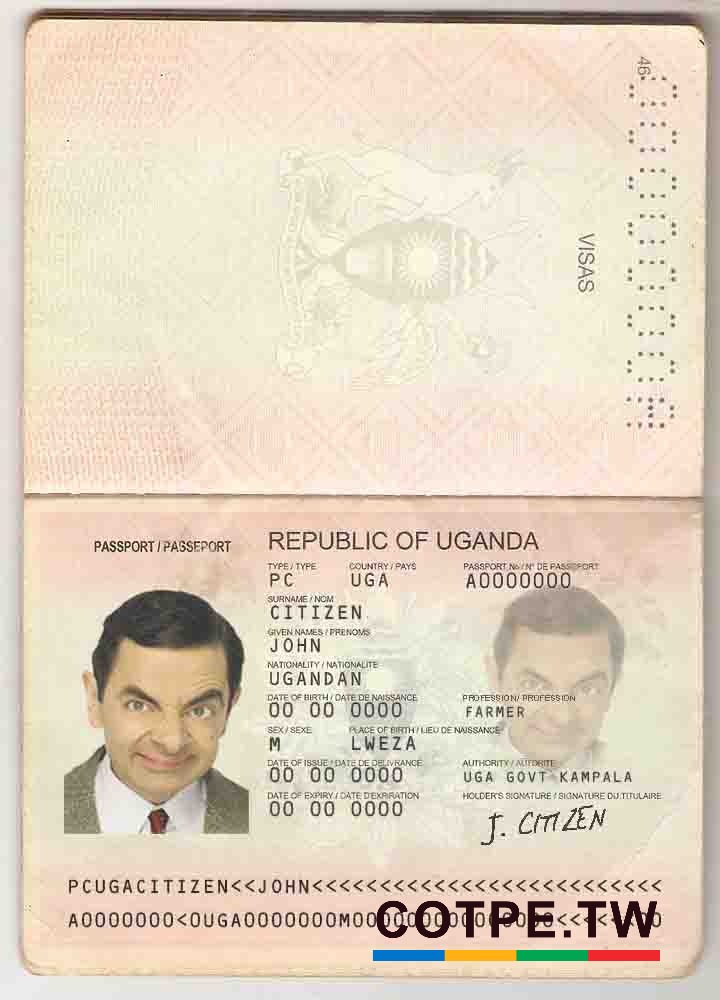 46
VISAS
A0000000
PASSPORT / PASSEPORT
REPUBLIC OF UGANDA
TYPE / TYPE COUNTRY / PAYS PASSPORT No / N° DE PASSEPORT
PC UGA A0000000
SURNAME / NOM
CITIZEN
GIVEN NAMES / PRENOMS
JOHN
NATIONALITY / NATIONALITE
UGANDAN
DATE OF BIRTH / DATE DE NAISSANCE PROFESSION / PROFESSION
00 00 0000 FARMER
SEX / SEXE PLACE OF BIRTH / LIEU DE NAISSANCE
M LWEZA
DATE OF ISSUE / DATE DE DELIVRANCE AUTHORITY / AUTORITE
00 00 0000 UGA GOVT KAMPALA
DATE OF EXPIRY / DATE D'EXPIRATION HOLDER'S SIGNATURE / SIGNATURE DU TITULAIRE
00 00 0000 J. CITIZEN
PCUGACITIZEN<<JOHN<<<<<<<<<<<<<<<<<<<<<<<<<<
COTPE.TW